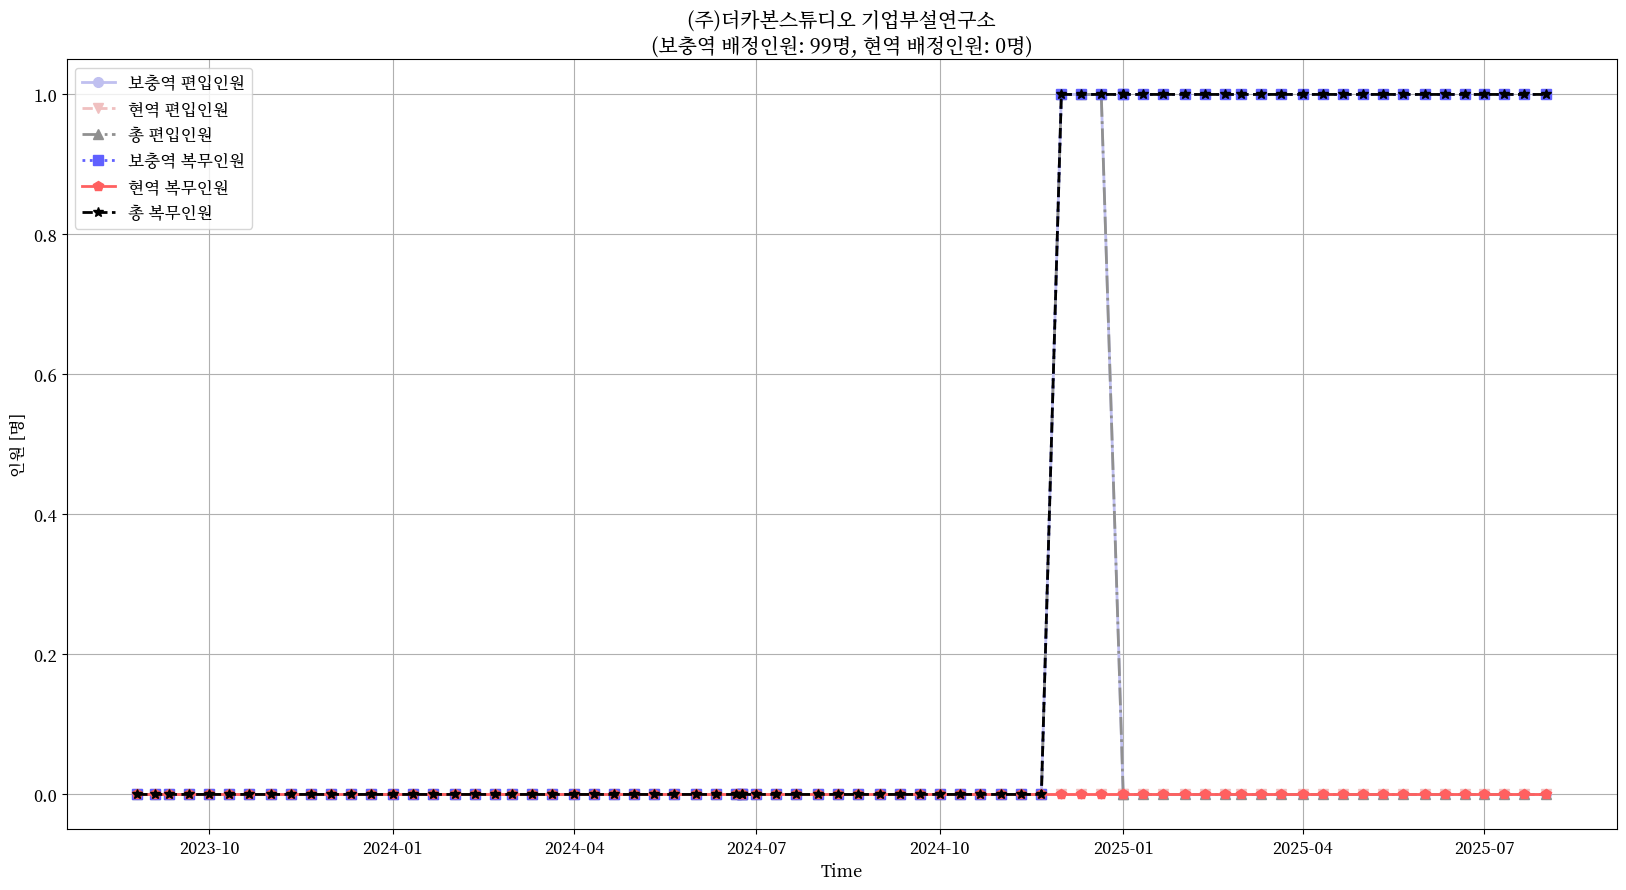 (주)더카본스튜디오 기업부설연구소
(보충역 배정인원: 99명, 현역 배정인원: 0명)
보충역 편입인원
현역 편입인원
총 편입인원
보충역 복무인원
현역 복무인원
총 복무인원
1.0
0.8
0.6
0.4
0.2
0.0
인원 [명]
2023-10
2024-01
2024-04
2024-07
2024-10
2025-01
2025-04
2025-07
Time